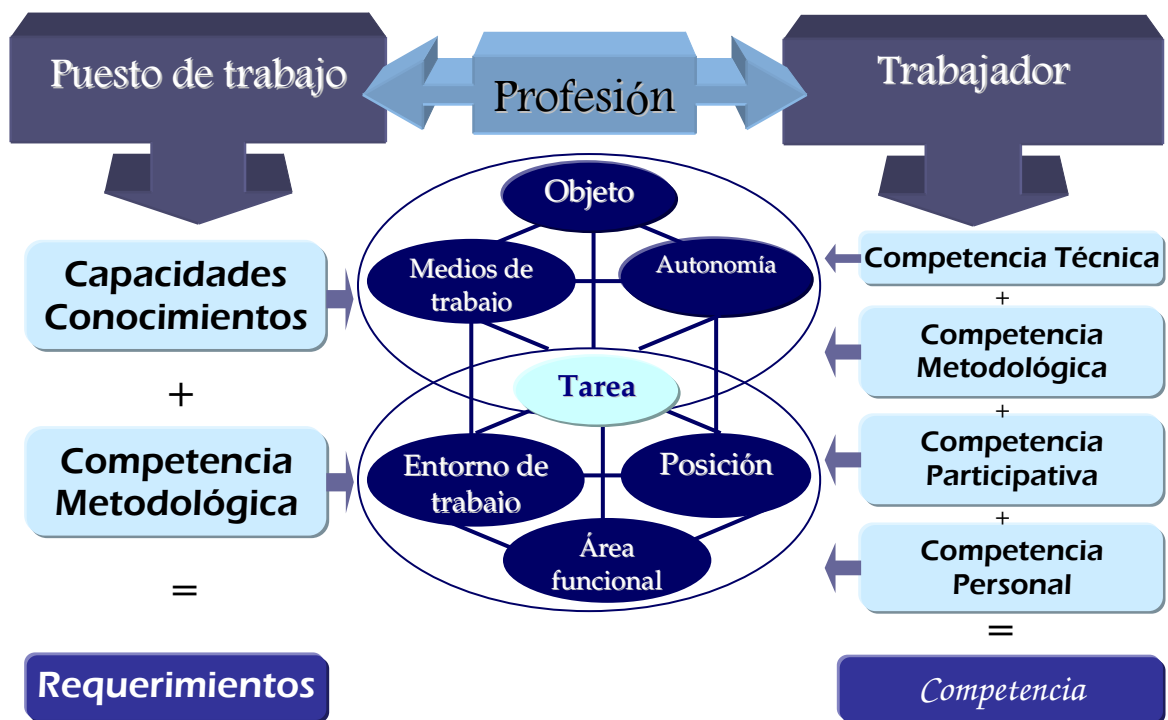 Puesto de trabajo
Profesión
Trabajador
Capacidades
Conocimientos
+
Competencia
Metodológica
=
Requerimientos
Objeto
Medios de
trabajo
Autonomía
Tarea
Entorno de
trabajo
Posición
Área
funcional
Competencia Técnica
+
Competencia
Metodológica
+
Competencia
Participativa
+
Competencia
Personal
=
Competencia